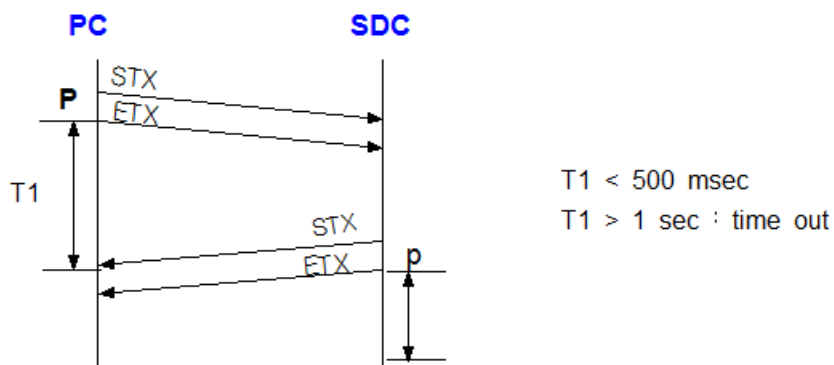 PC SDC
STX
P
ETX
T1
T1 < 500 msec
T1 > 1 sec : time out
STX
ETX
p